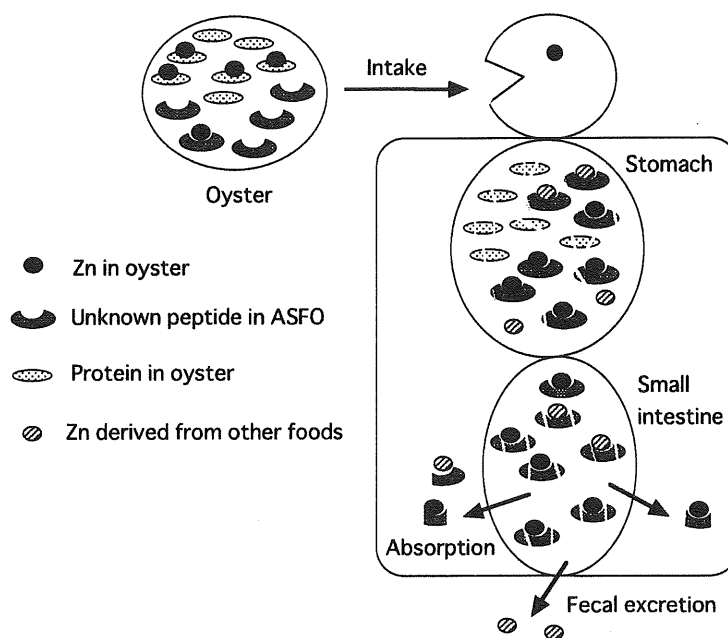 Intake
Oyster
Stomach
Zn in oyster
Unknown peptide in ASFO
Protein in oyster
Zn derived from other foods
Small
intestine
Absorption
Fecal excretion